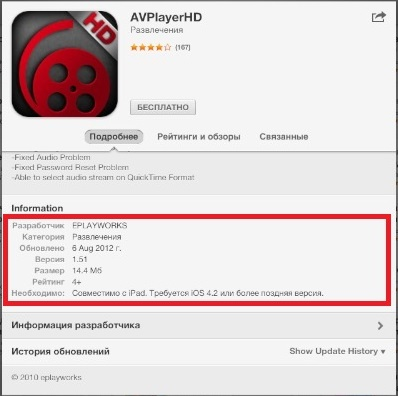 HD
AVPlayerHD
Развлечения
(167)
БЕСПЛАТНО
Подробнее Рейтинги и обзоры Связанные
-Fixed Audio Problem
-Fixed Password Reset Problem
-Able to select audio stream on QuickTime Format
Information
Разработчик EPLAYWORKS
Категория Развлечения
Обновлено 6 Aug 2012 г.
Версия 1.51
Размер 14.4 Мб
Рейтинг 4+
Необходимо: Совместимо с iPad. Требуется iOS 4.2 или более поздняя версия.
Информация разработчика
История обновлений Show Update History ▾
© 2010 eplayworks